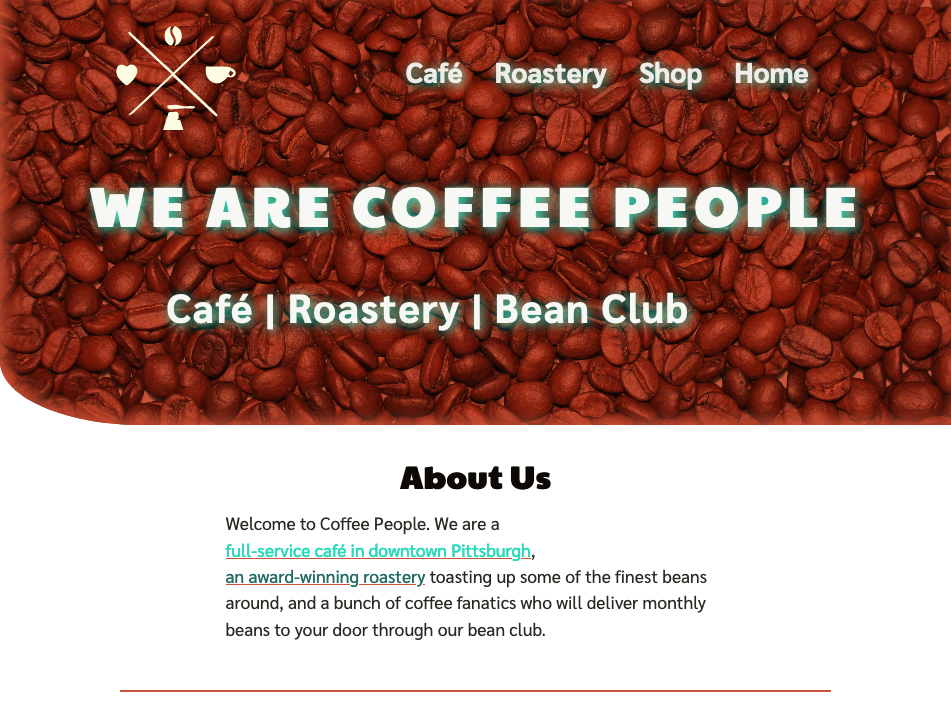 Café Roastery Shop Home
WE ARE COFFEE PEOPLE
Café | Roastery | Bean Club
About Us
Welcome to Coffee People. We are a
full-service café in downtown Pittsburgh,
an award-winning roastery toasting up some of the finest beans
around, and a bunch of coffee fanatics who will deliver monthly
beans to your door through our bean club.